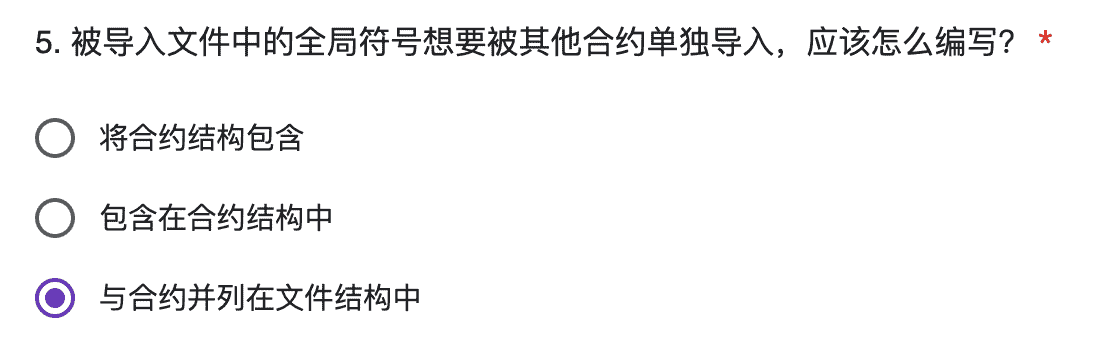 5. 被导入文件中的全局符号想要被其他合约单独导入，应该怎么编写？ *
将合约结构包含
包含在合约结构中
与合约并列在文件结构中